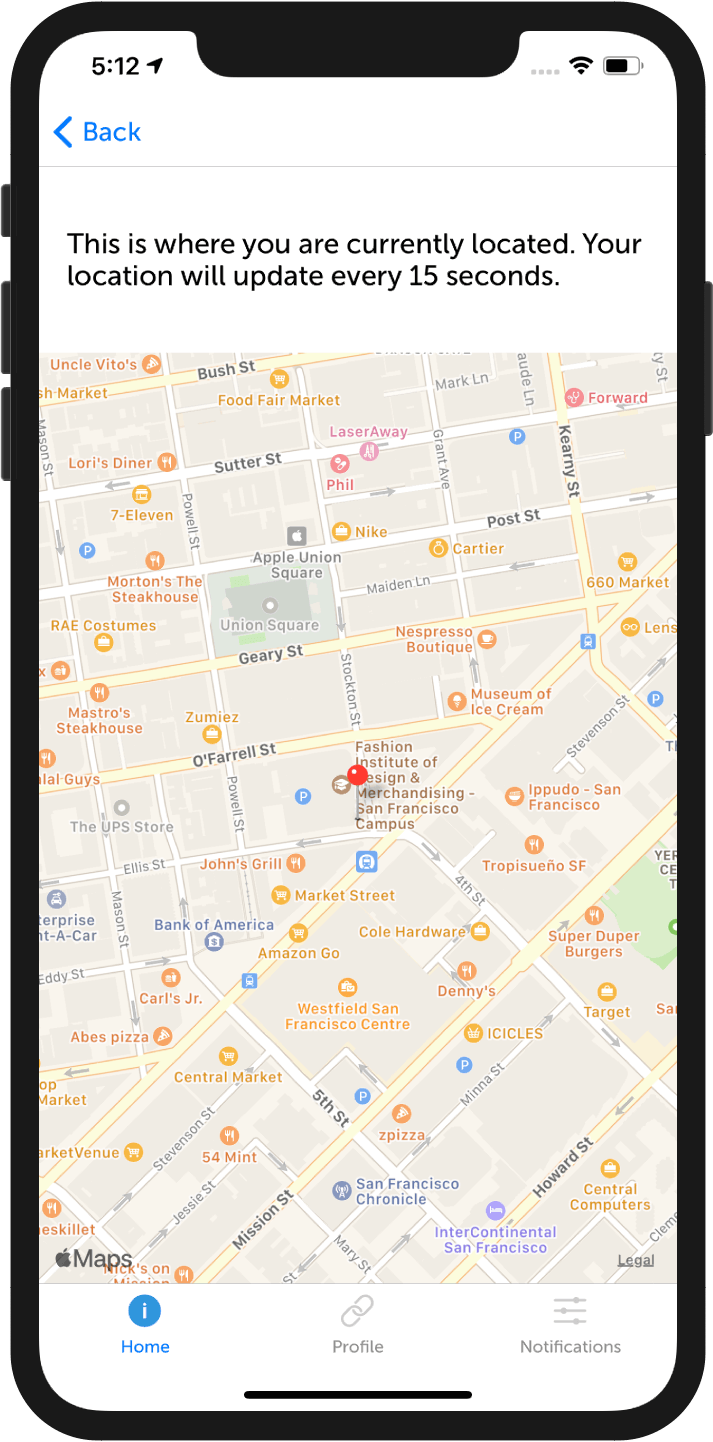 5:12
Back
This is where you are currently located. Your
location will update every 15 seconds.
Uncle Vito's
Bush St
Mark Ln
sh Market
Food Fair Market
Forward
LaserAway
Mason St
Lori's Diner
Sutter St
Grant Ave
Kearny St
Phil
7-Eleven
Powell St
Nike
Post St
Apple Union
Square
Cartier
Morton's The
Steakhouse
Maiden Ln
660 Market
RAE Costumes
Union Square
Nespresso
Boutique
Lens
Geary St
Stockton St
Mastro's
Steakhouse
Museum of
Ice Cream
Stevenson St
Zumiez
O'Farrell St
Fashion
Institute of
Design &
Merchandising -
San Francisco
Campus
alal Guys
Powell St
Ippudo - San
Francisco
The UPS Store
Ellis St
John's Grill
Tropisueño SF
Mason St
4th St
Market Street
terprise
nt-A-Car
Bank of America
Cole Hardware
Super Duper
Burgers
Amazon Go
Eddy St
Carl's Jr.
Denny's
Westfield San
Francisco Centre
Target
Abes pizza
ICICLES
Central Market
op
Market
5th St
Minna St
zpizza
Stevenson St
arketVenue
54 Mint
Howard St
San Francisco
Chronicle
Central
Computers
Jessie St
Mission St
eskillet
InterContinental
San Francisco
Mary St
Cleme
Maps
Nick's on
Mission
Legal
Home
Profile
Notifications